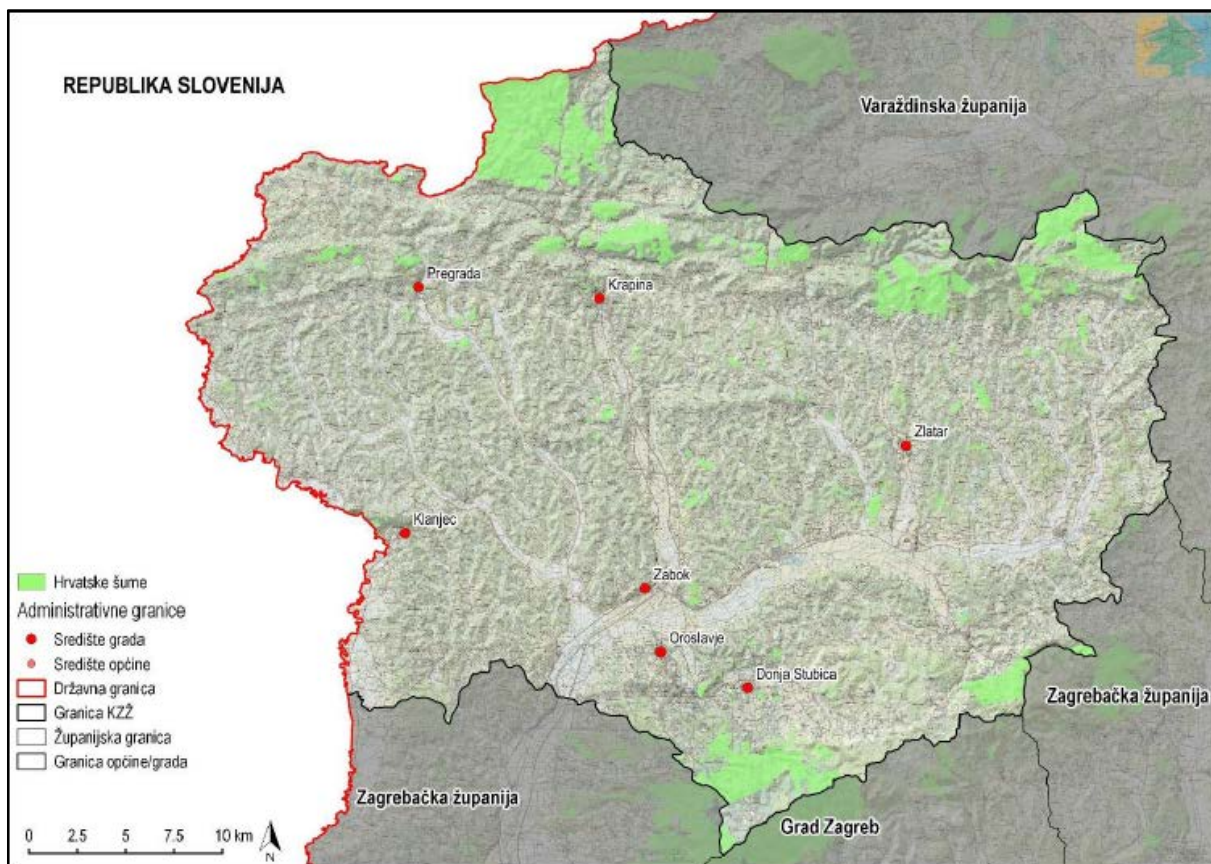 REPUBLIKA SLOVENIJA
Varaždinska županija
Pregrada
Krapina
Zlatar
Klanjec
Zabok
Oroslavje
Donja Stubica
Hrvatske šume
Administrativne granice
Središte grada
Središte općine
Državna granica
Granica KZŽ
Županijska granica
Granica općine/grada
Zagrebačka županija
Zagrebačka županija
Grad Zagreb
0 2.5 5 7.5 10 km
N